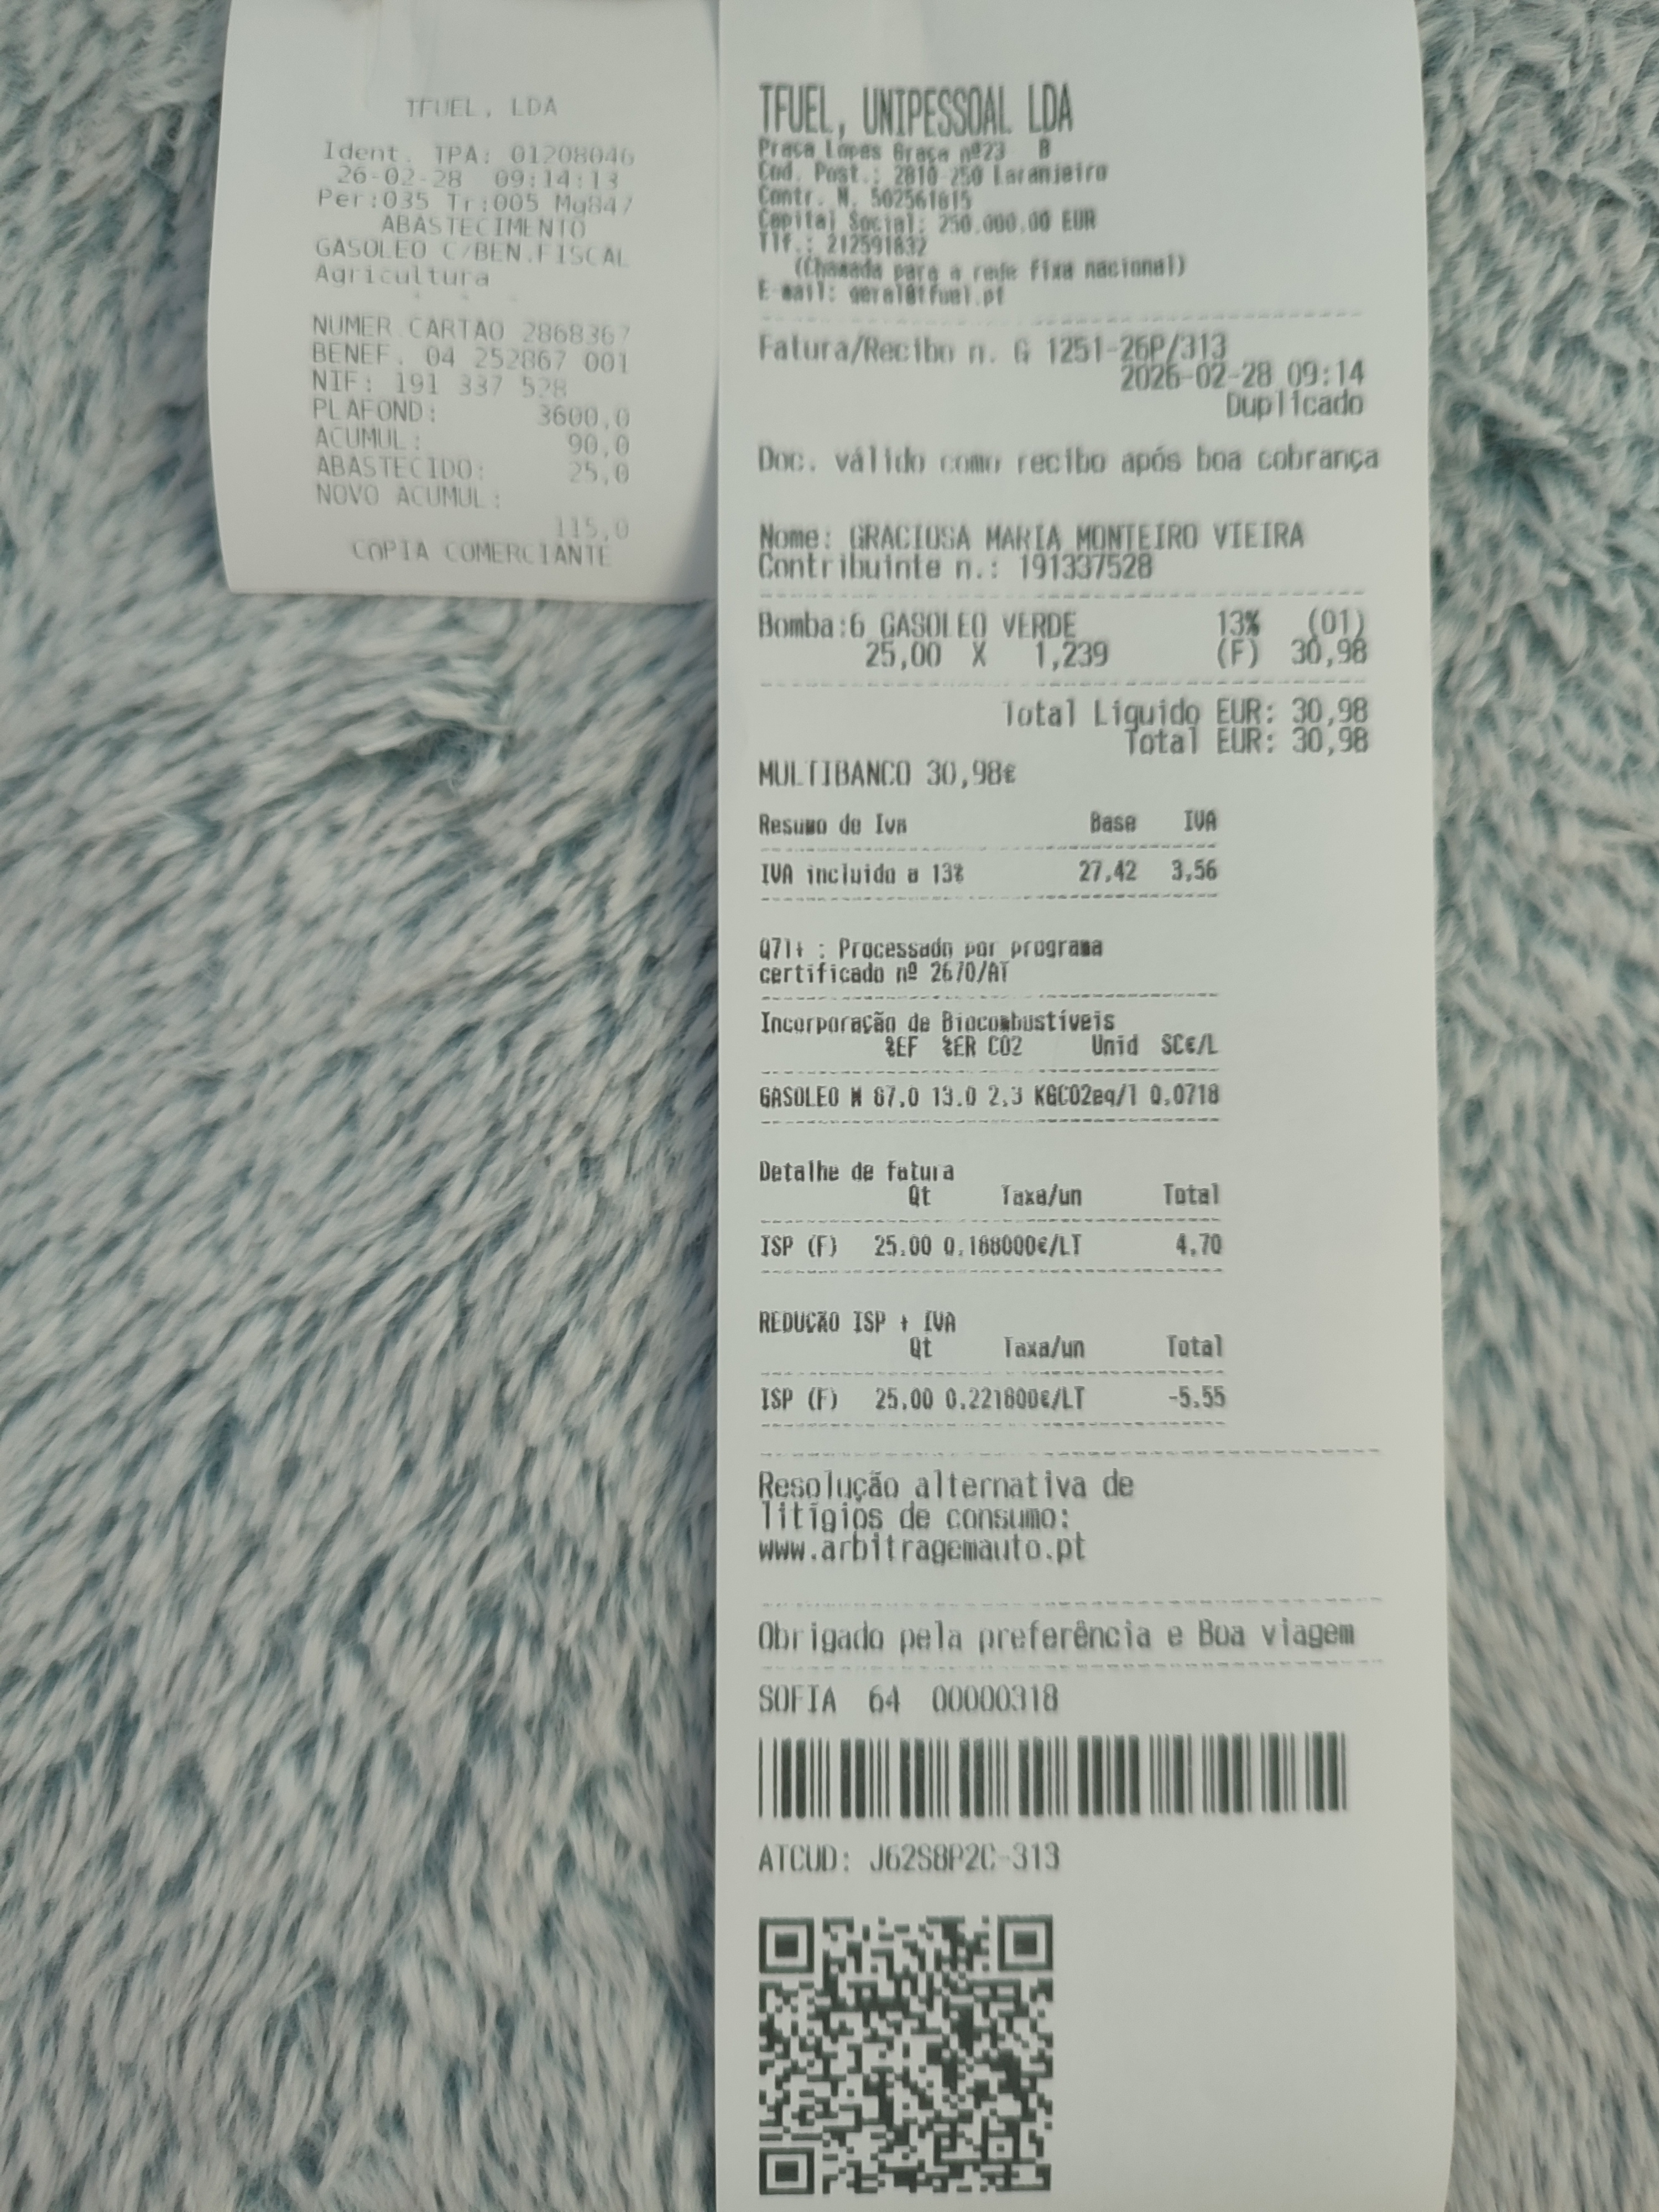 TFUEL, LDA
Ident. TPA: 01208046
26-02-28 09:14:13
Per:035 Tr:005 Mg847
ABASTECIMENTO
GASOLEO C/BEN.FISCAL
Agricultura
NUMER CARTAO 2868367
BENEF. 04 252867 001
NIF: 191 337 528
PLAFOND: 3600,0
ACUMUL: 90,0
ABASTECIDO: 25,0
NOVO ACUMUL:
115,0
COPIA COMERCIANTE
TFUEL, UNIPESSOAL LDA
Praça Lopes Graça nº23 B
Cod. Post.: 2810-250 Laranjeiro
Contr. N. 502561615
Capital Social: 250.000.00 EUR
Tlf.: 212591832
(Chamada para a rede fixa nacional)
E-mail: geral@tfuel.pt
Fatura/Recibo n. G 1251-26P/313
2026-02-28 09:14
Duplicado
Doc. válido como recibo após boa cobrança
Nome: GRACIOSA MARIA MONTEIRO VIEIRA
Contribuinte n.: 191337528
Bomba:6 GASOLEO VERDE 13% (01)
25,00 X 1,239 (F) 30,98
Total Liquido EUR: 30,98
Total EUR: 30,98
MULTIBANCO 30,98€
Resumo de Iva Base IVA
IVA incluido a 13% 27,42 3,56
Q7I+ : Processado por programa
certificado nº 26/0/AT
Incorporação de Biocombustíveis
%EF %ER CO2 Unid SC€/L
GASOLEO M 87.0 13.0 2.3 KGCO2eq/l 0,0718
Detalhe de fatura
Qt Taxa/un Total
ISP (F) 25.00 0,188000€/LT 4,70
REDUÇÃO ISP + IVA
Qt Taxa/un Total
ISP (F) 25.00 0,221800€/LT -5,55
Resolução alternativa de
litígios de consumo:
www.arbitragemauto.pt
Obrigado pela preferência e Boa viagem
SOFIA 64 00000318
ATCUD: J62S8P2C-313